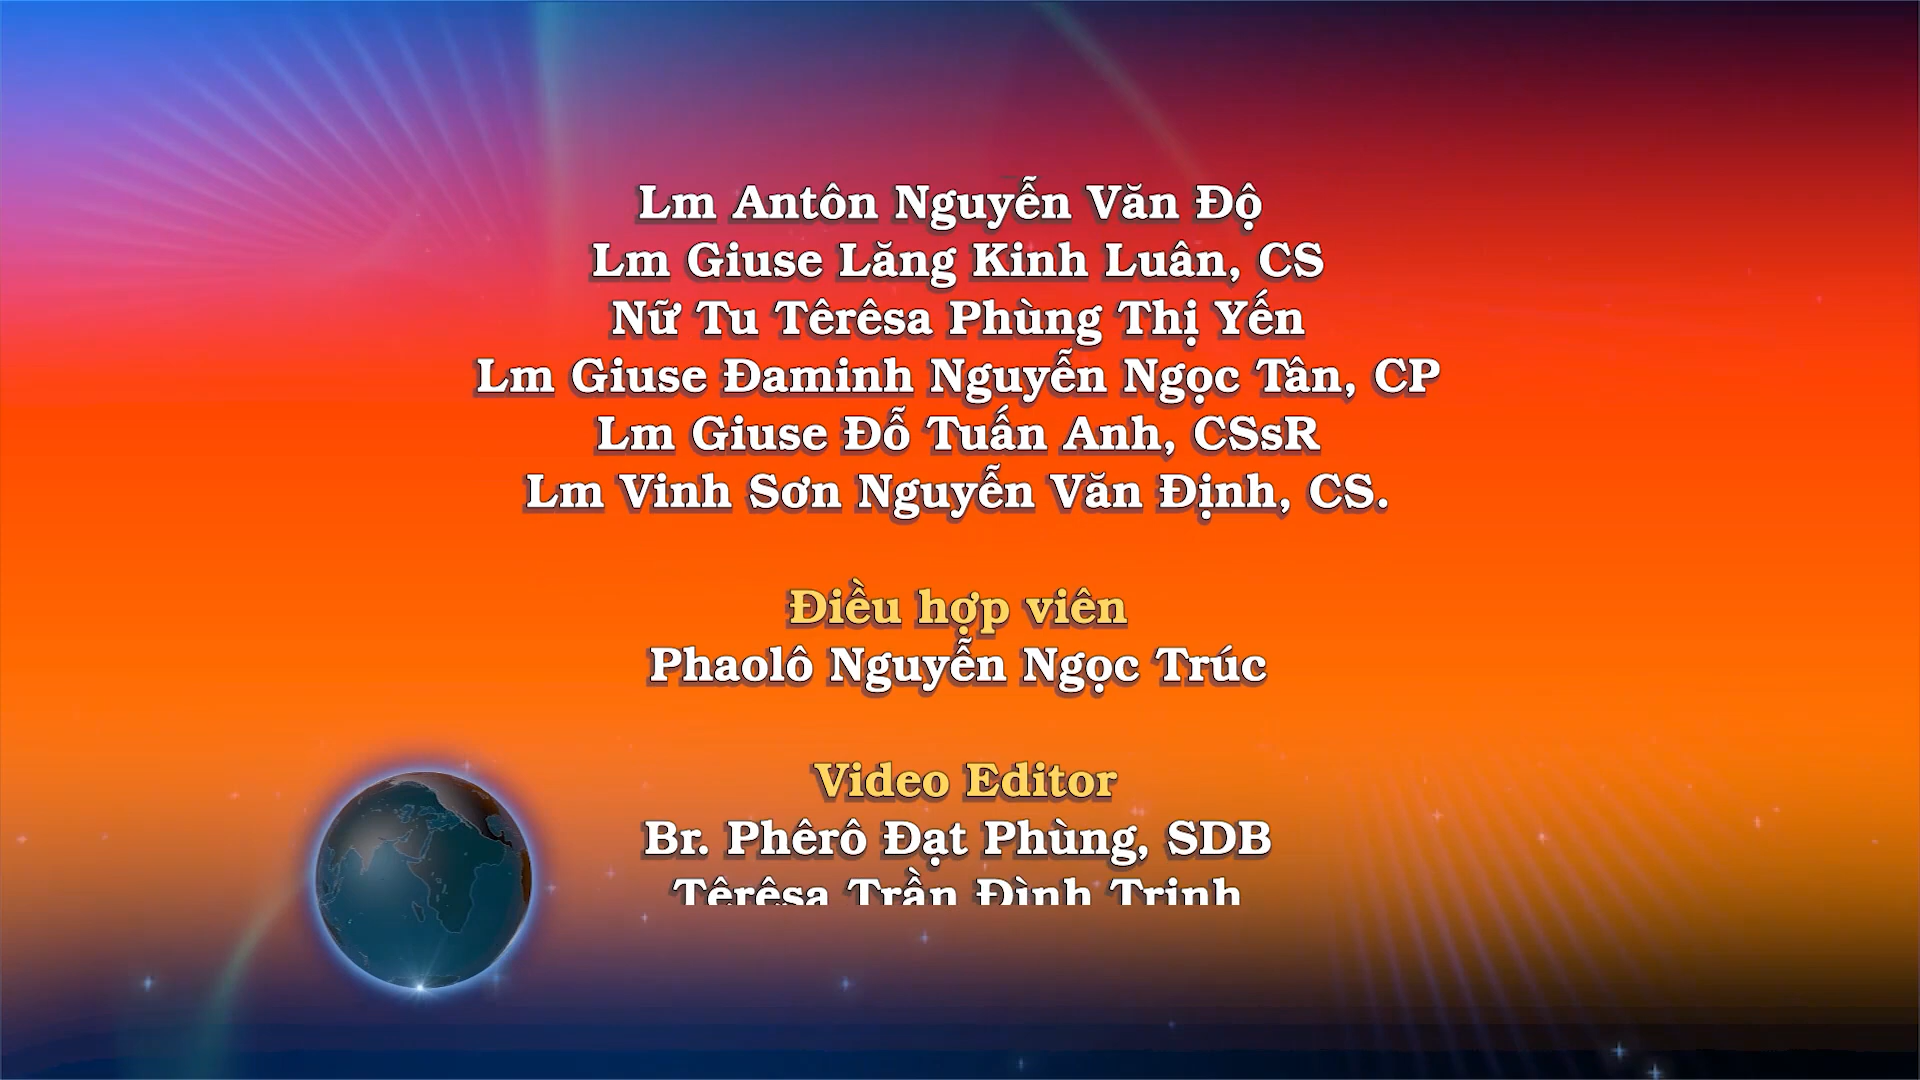 Lm Antôn Nguyễn Văn Độ
Lm Giuse Lăng Kinh Luân, CS
Nữ Tu Têrêsa Phùng Thị Yến
Lm Giuse Đaminh Nguyễn Ngọc Tân, CP
Lm Giuse Đỗ Tuấn Anh, CSsR
Lm Vinh Sơn Nguyễn Văn Định, CS.
Điều hợp viên
Phaolô Nguyễn Ngọc Trúc
Video Editor
Br. Phêrô Đạt Phùng, SDB
Têrêsa Trần Đình